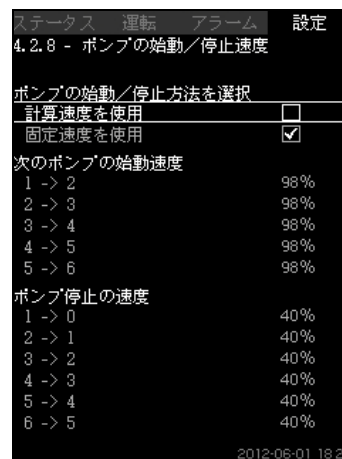 ステータス 運転 アラーム 設定
4.2.8 - ポンプの始動／停止速度
ポンプの始動／停止方法を選択
計算速度を使用
固定速度を使用
次のポンプの始動速度
1 -> 2 98%
2 -> 3 98%
3 -> 4 98%
4 -> 5 98%
5 -> 6 98%
ポンプ停止の速度
1 -> 0 40%
2 -> 1 40%
3 -> 2 40%
4 -> 3 40%
5 -> 4 40%
6 -> 5 40%
2012-06-01 18:2